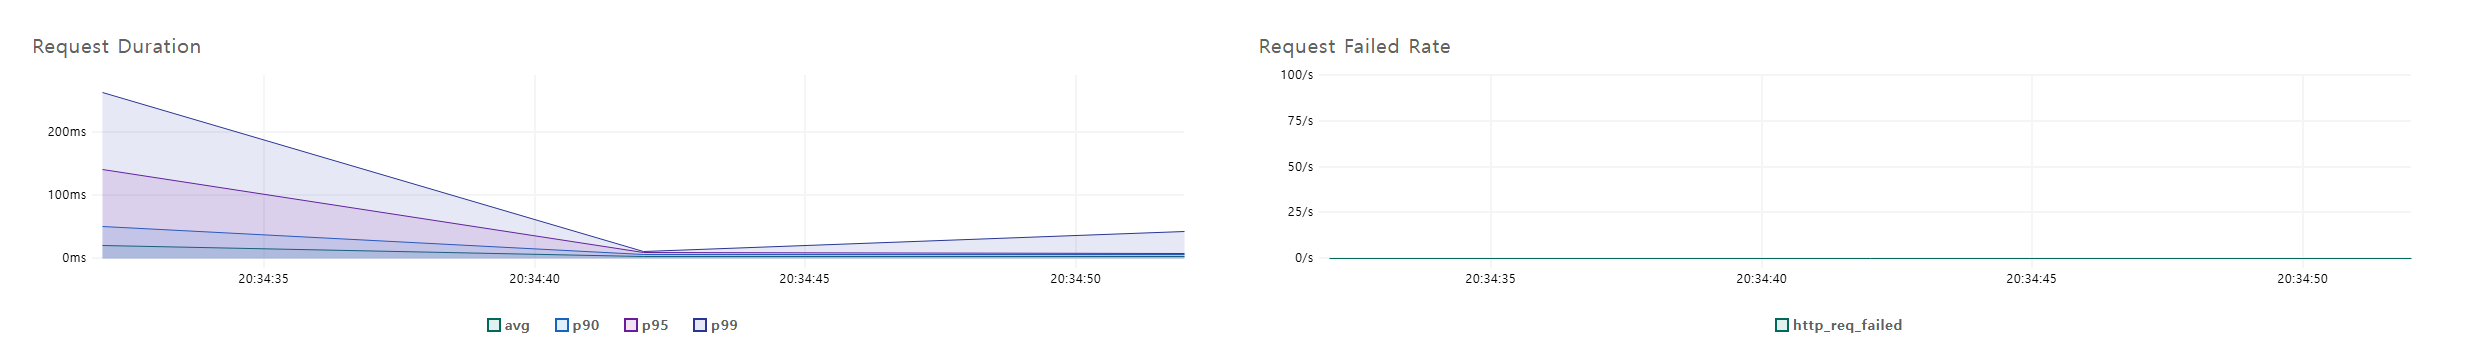 Request Duration
200ms
100ms
0ms
20:34:35 20:34:40 20:34:45 20:34:50
avg p90 p95 p99
Request Failed Rate
100/s
75/s
50/s
25/s
0/s
20:34:35 20:34:40 20:34:45 20:34:50
http_req_failed